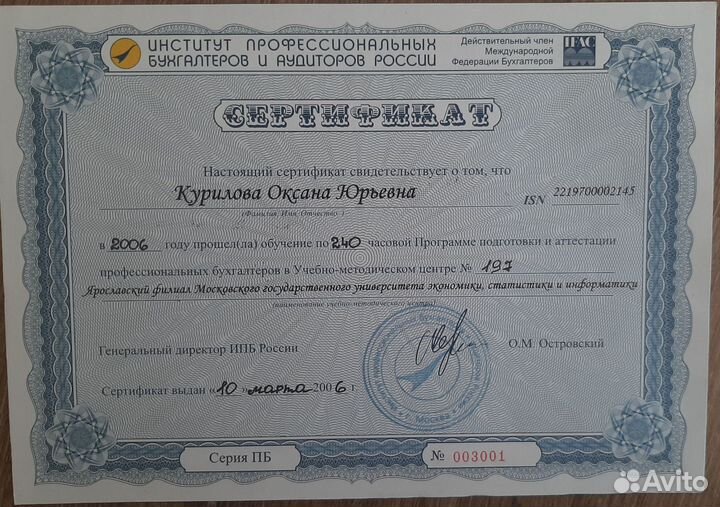 ИНСТИТУТ ПРОФЕССИОНАЛЬНЫХ
БУХГАЛТЕРОВ И АУДИТОРОВ РОССИИ
Действительный член
Международной
Федерации Бухгалтеров
IFAC
СЕРТИФИКАТ
Настоящий сертификат свидетельствует о том, что
Курилова Оксана Юрьевна
ISN 2219700002145
(Фамилия Имя Отчество)
в 2006 году прошел(ла) обучение по 240 часовой Программе подготовки и аттестации
профессиональных бухгалтеров в Учебно-методическом центре № 197
Ярославский филиал Московского государственного университета экономики, статистики и информатики
(наименование учебно-методического центра)
Генеральный директор ИПБ России
О.М. Островский
Сертификат выдан «10» марта 2006 г.
г. Москва
Серия ПБ
№ 003001
Avito